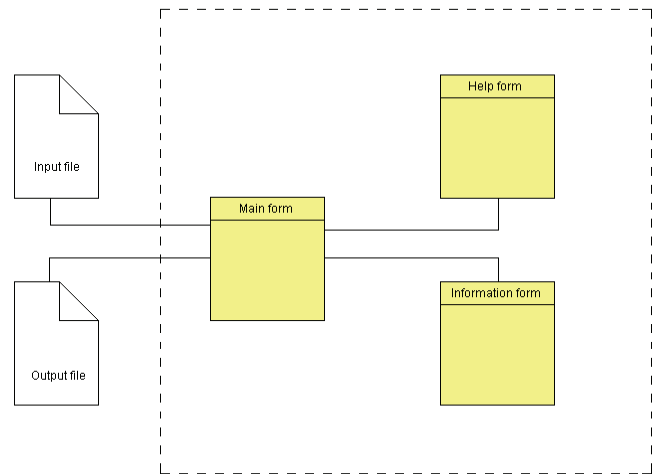 Help form
Input file
Main form
Information form
Output file